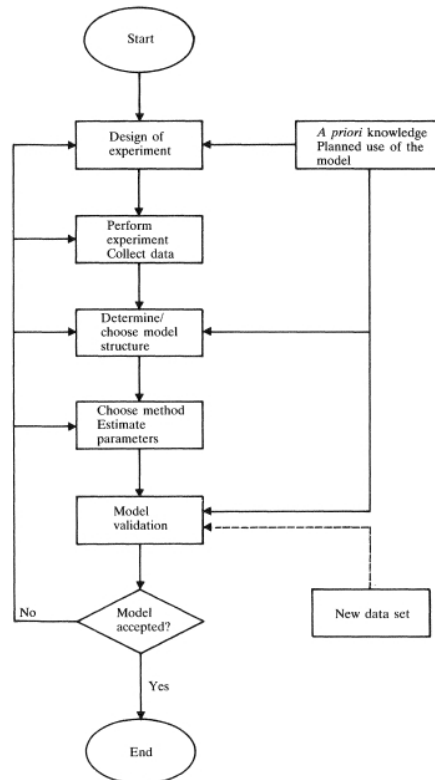 Start
Design of
experiment
A priori knowledge
Planned use of the
model
Perform
experiment
Collect data
Determine/
choose model
structure
Choose method
Estimate
parameters
Model
validation
New data set
No
Model
accepted?
Yes
End